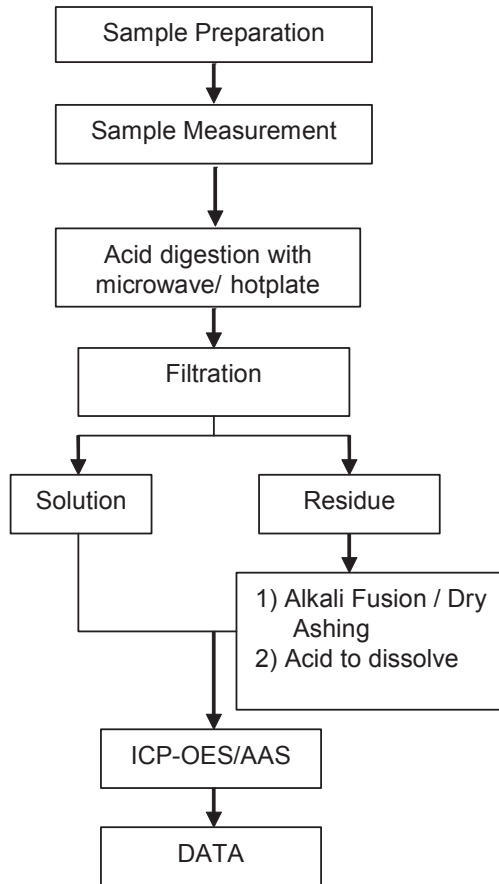 Sample Preparation
Sample Measurement
Acid digestion with
microwave/ hotplate
Filtration
Solution
Residue
1) Alkali Fusion / Dry
Ashing
2) Acid to dissolve
ICP-OES/AAS
DATA